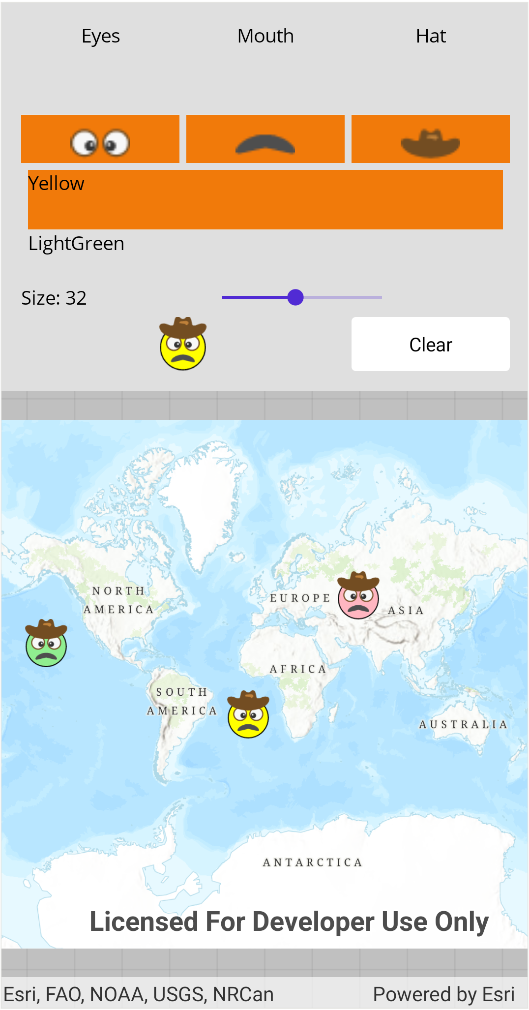 Eyes Mouth Hat
Yellow
LightGreen
Size: 32
Clear
NORTH
AMERICA
EUROPE
ASIA
AFRICA
SOUTH
AMERICA
AUSTRALIA
ANTARCTICA
Licensed For Developer Use Only
Esri, FAO, NOAA, USGS, NRCan Powered by Esri